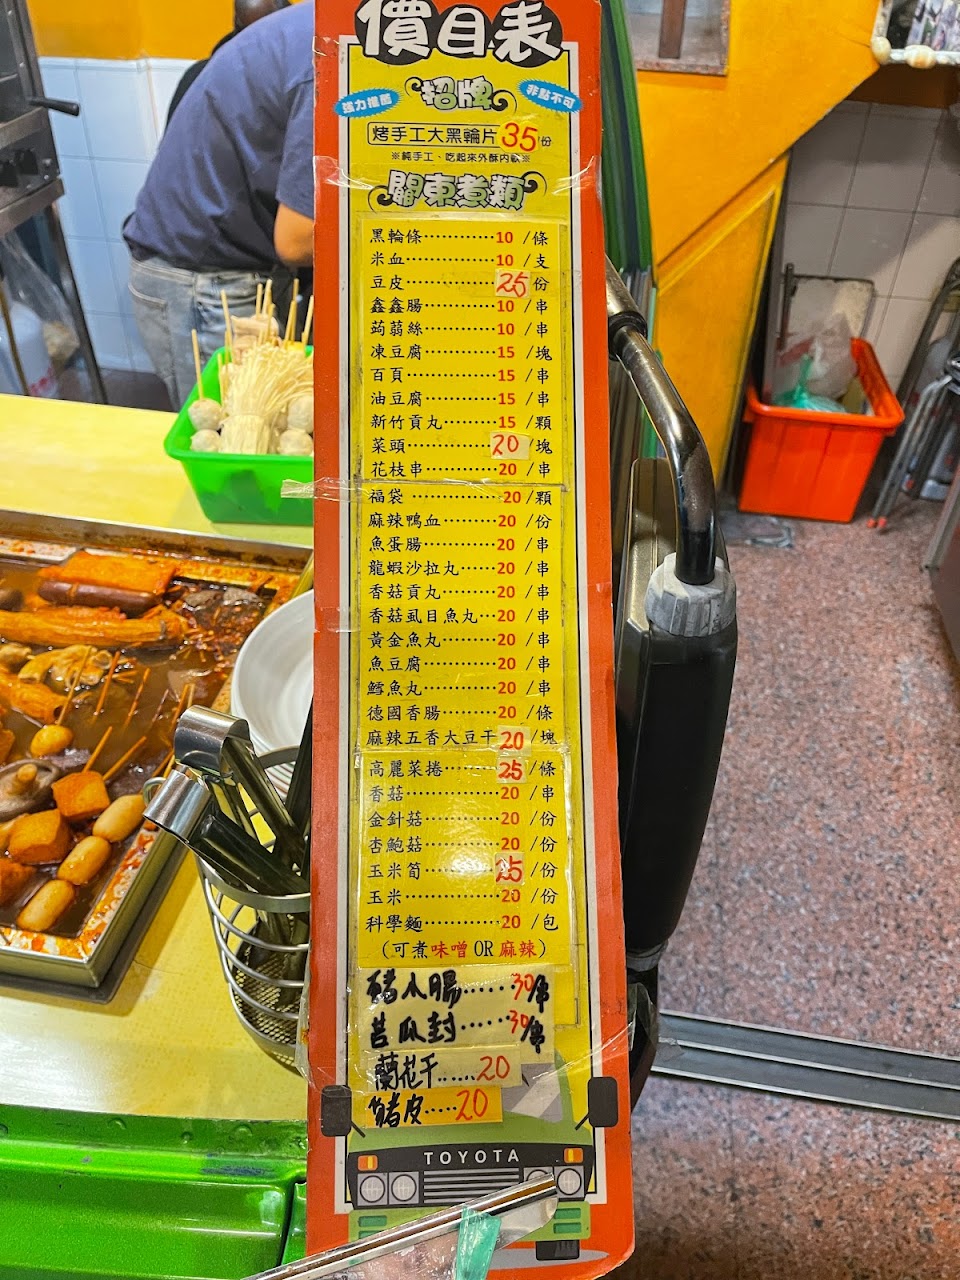 價目表
強力推薦 招牌 非點不可
烤手工大黑輪片35份
※純手工、吃起來外酥內軟※
關東煮類
黑輪條············10 /條
米血············10 /支
豆皮············25 份
鑫鑫腸············10 /串
蒟蒻絲············10 /串
凍豆腐············15 /塊
百頁············15 /串
油豆腐············15 /串
新竹貢丸··········15 /顆
菜頭············20 /塊
花枝串············20 /串
福袋············20 /顆
麻辣鴨血·········20 /份
魚蛋腸············20 /串
龍蝦沙拉丸······20 /串
香菇貢丸·········20 /串
香菇虱目魚丸···20 /串
黃金魚丸·········20 /串
魚豆腐············20 /串
鱈魚丸············20 /串
德國香腸·········20 /條
麻辣五香大豆干 20 /塊
高麗菜捲·········25 /條
香菇············20 /串
金針菇············20 /份
杏鮑菇············20 /份
玉米筍············25 /份
玉米············20 /份
科學麵············20 /包
(可煮味噌OR麻辣)
豬小腸······30/串
苦瓜封······30/串
蘭花干......20
豬皮·····20
TOYOTA